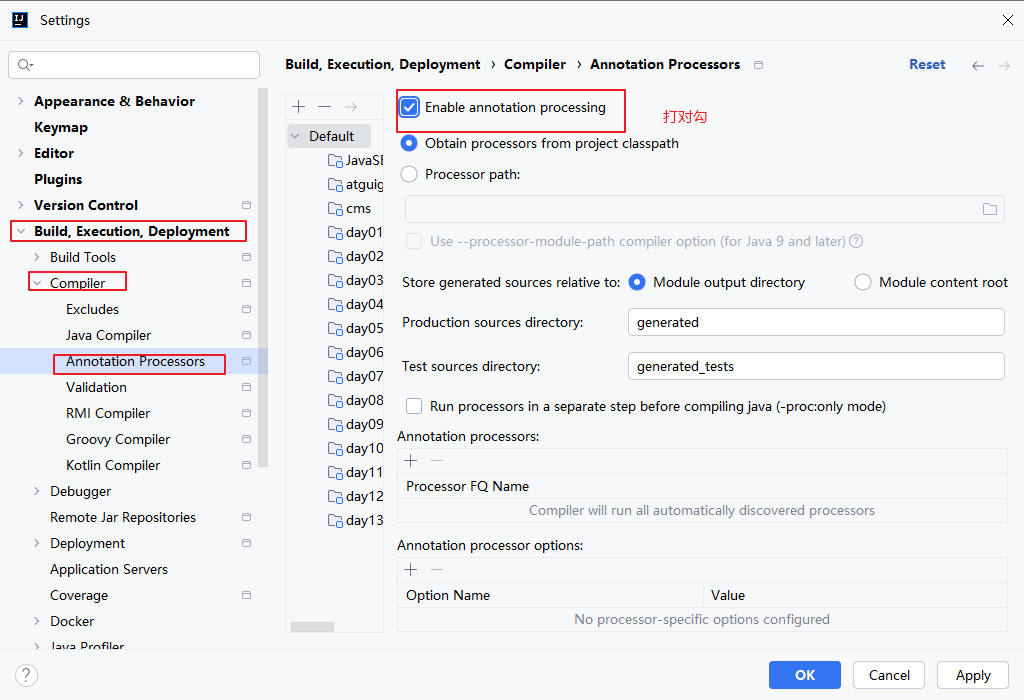 Settings
Appearance & Behavior
Keymap
Editor
Plugins
Version Control
Build, Execution, Deployment
Build Tools
Compiler
Excludes
Java Compiler
Annotation Processors
Validation
RMI Compiler
Groovy Compiler
Kotlin Compiler
Debugger
Remote Jar Repositories
Deployment
Application Servers
Coverage
Docker
Java Profiler
Build, Execution, Deployment › Compiler › Annotation Processors
Reset
Default
JavaSE
atguig
cms
day01
day02
day03
day04
day05
day06
day07
day08
day09
day10
day11
day12
day13
Enable annotation processing
打对勾
Obtain processors from project classpath
Processor path:
Use --processor-module-path compiler option (for Java 9 and later) ?
Store generated sources relative to: Module output directory Module content root
Production sources directory: generated
Test sources directory: generated_tests
Run processors in a separate step before compiling java (-proc:only mode)
Annotation processors:
Processor FQ Name
Compiler will run all automatically discovered processors
Annotation processor options:
Option Name Value
No processor-specific options configured
? OK Cancel Apply